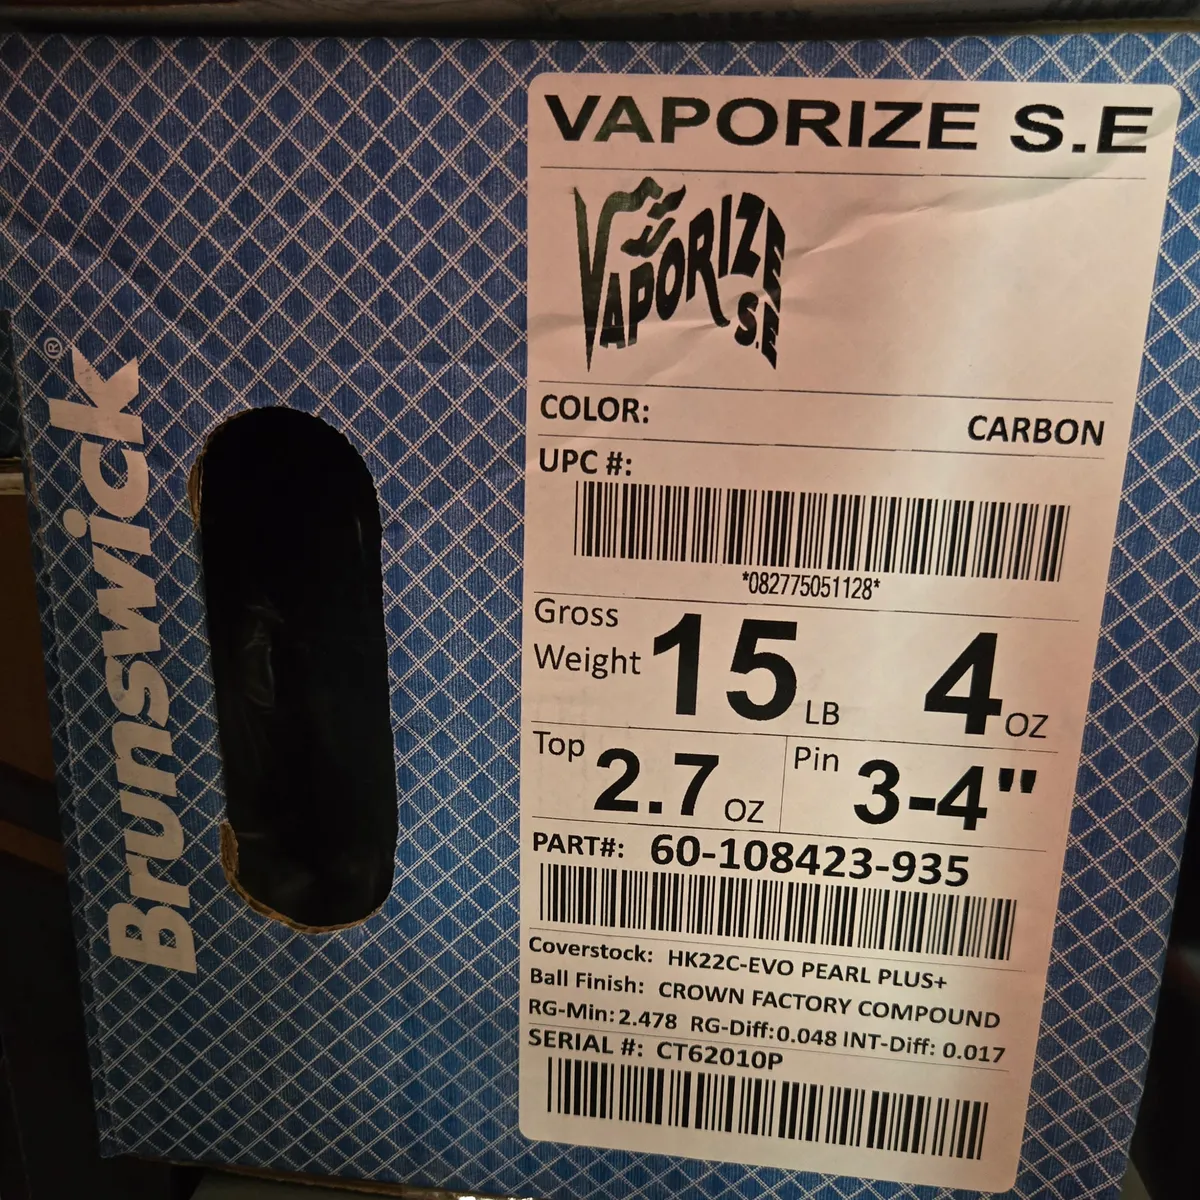 Brunswick®
VAPORIZE S.E
VAPORIZE
S.E
COLOR: CARBON
UPC #:
*082775051128*
Gross
Weight 15 LB 4 OZ
Top 2.7 OZ Pin 3-4"
PART#: 60-108423-935
Coverstock: HK22C-EVO PEARL PLUS+
Ball Finish: CROWN FACTORY COMPOUND
RG-Min: 2.478 RG-Diff: 0.048 INT-Diff: 0.017
SERIAL #: CT62010P